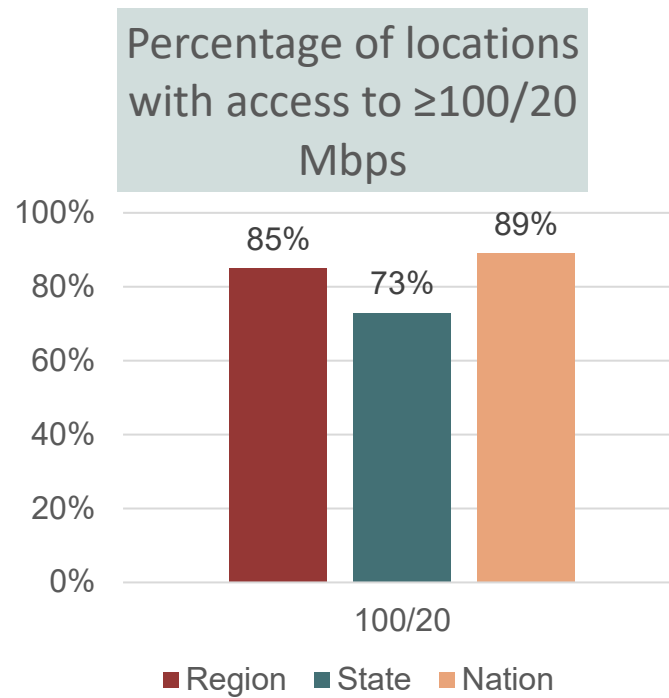 Percentage of locations
with access to ≥100/20
Mbps
100%
80%
60%
40%
20%
0%
85%
73%
89%
100/20
Region State Nation